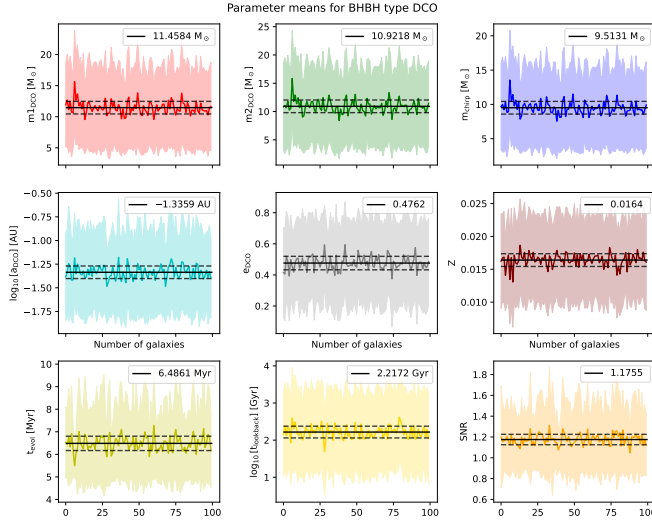 Parameter means for BHBH type DCO
m1DCO [M⊙]
20
15
10
5
11.4584 M⊙
m2DCO [M⊙]
25
20
15
10
5
10.9218 M⊙
mchirp [M⊙]
20
15
10
5
9.5131 M⊙
log10 [aDCO] [AU]
−0.50
−0.75
−1.00
−1.25
−1.50
−1.75
−1.3359 AU
Number of galaxies
eDCO
0.8
0.6
0.4
0.2
0.4762
Number of galaxies
Z
0.025
0.020
0.015
0.010
0.0164
Number of galaxies
tevol [Myr]
10
9
8
7
6
5
4
6.4861 Myr
0 25 50 75 100
log10 [tlookback] [Gyr]
4
3
2
1
2.2172 Gyr
0 25 50 75 100
SNR
1.8
1.6
1.4
1.2
1.0
0.8
0.6
1.1755
0 25 50 75 100